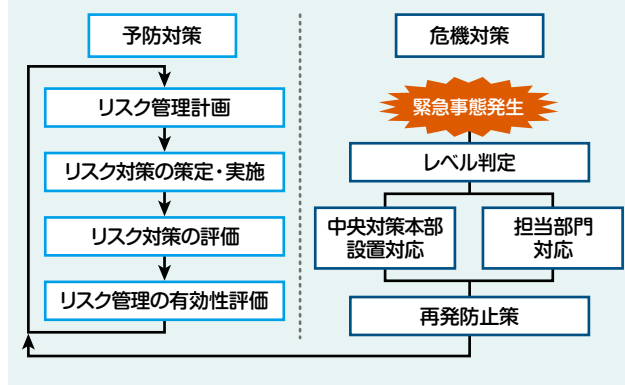 予防対策
リスク管理計画
リスク対策の策定・実施
リスク対策の評価
リスク管理の有効性評価
危機対策
緊急事態発生
レベル判定
中央対策本部
設置対応
担当部門
対応
再発防止策